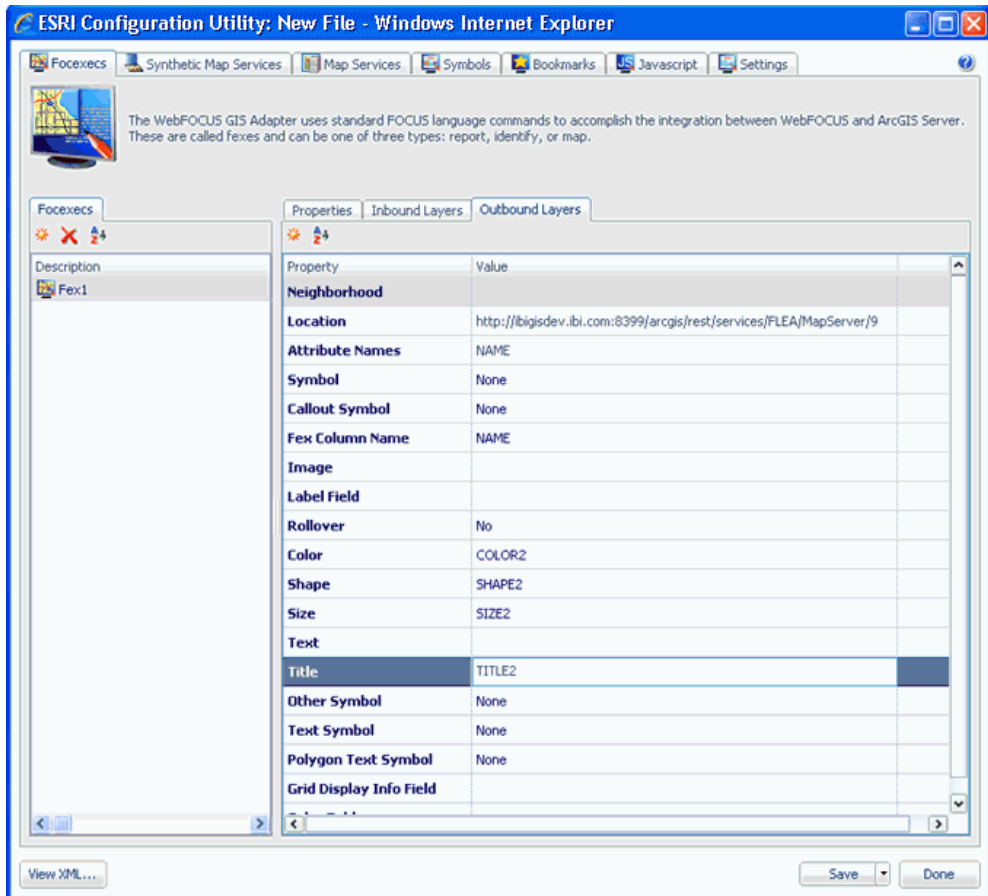 ESRI Configuration Utility: New File - Windows Internet Explorer
Focexecs Synthetic Map Services Map Services Symbols Bookmarks Javascript Settings
The WebFOCUS GIS Adapter uses standard FOCUS language commands to accomplish the integration between WebFOCUS and ArcGIS Server.
These are called fexes and can be one of three types: report, identify, or map.
Focexecs
Properties Inbound Layers Outbound Layers
Description
Fex1
Property Value
Neighborhood
Location http://ibigisdev.ibi.com:8399/arcgis/rest/services/FLEA/MapServer/9
Attribute Names NAME
Symbol None
Callout Symbol None
Fex Column Name NAME
Image
Label Field
Rollover No
Color COLOR2
Shape SHAPE2
Size SIZE2
Text
Title TITLE2
Other Symbol None
Text Symbol None
Polygon Text Symbol None
Grid Display Info Field
View XML...
Save Done